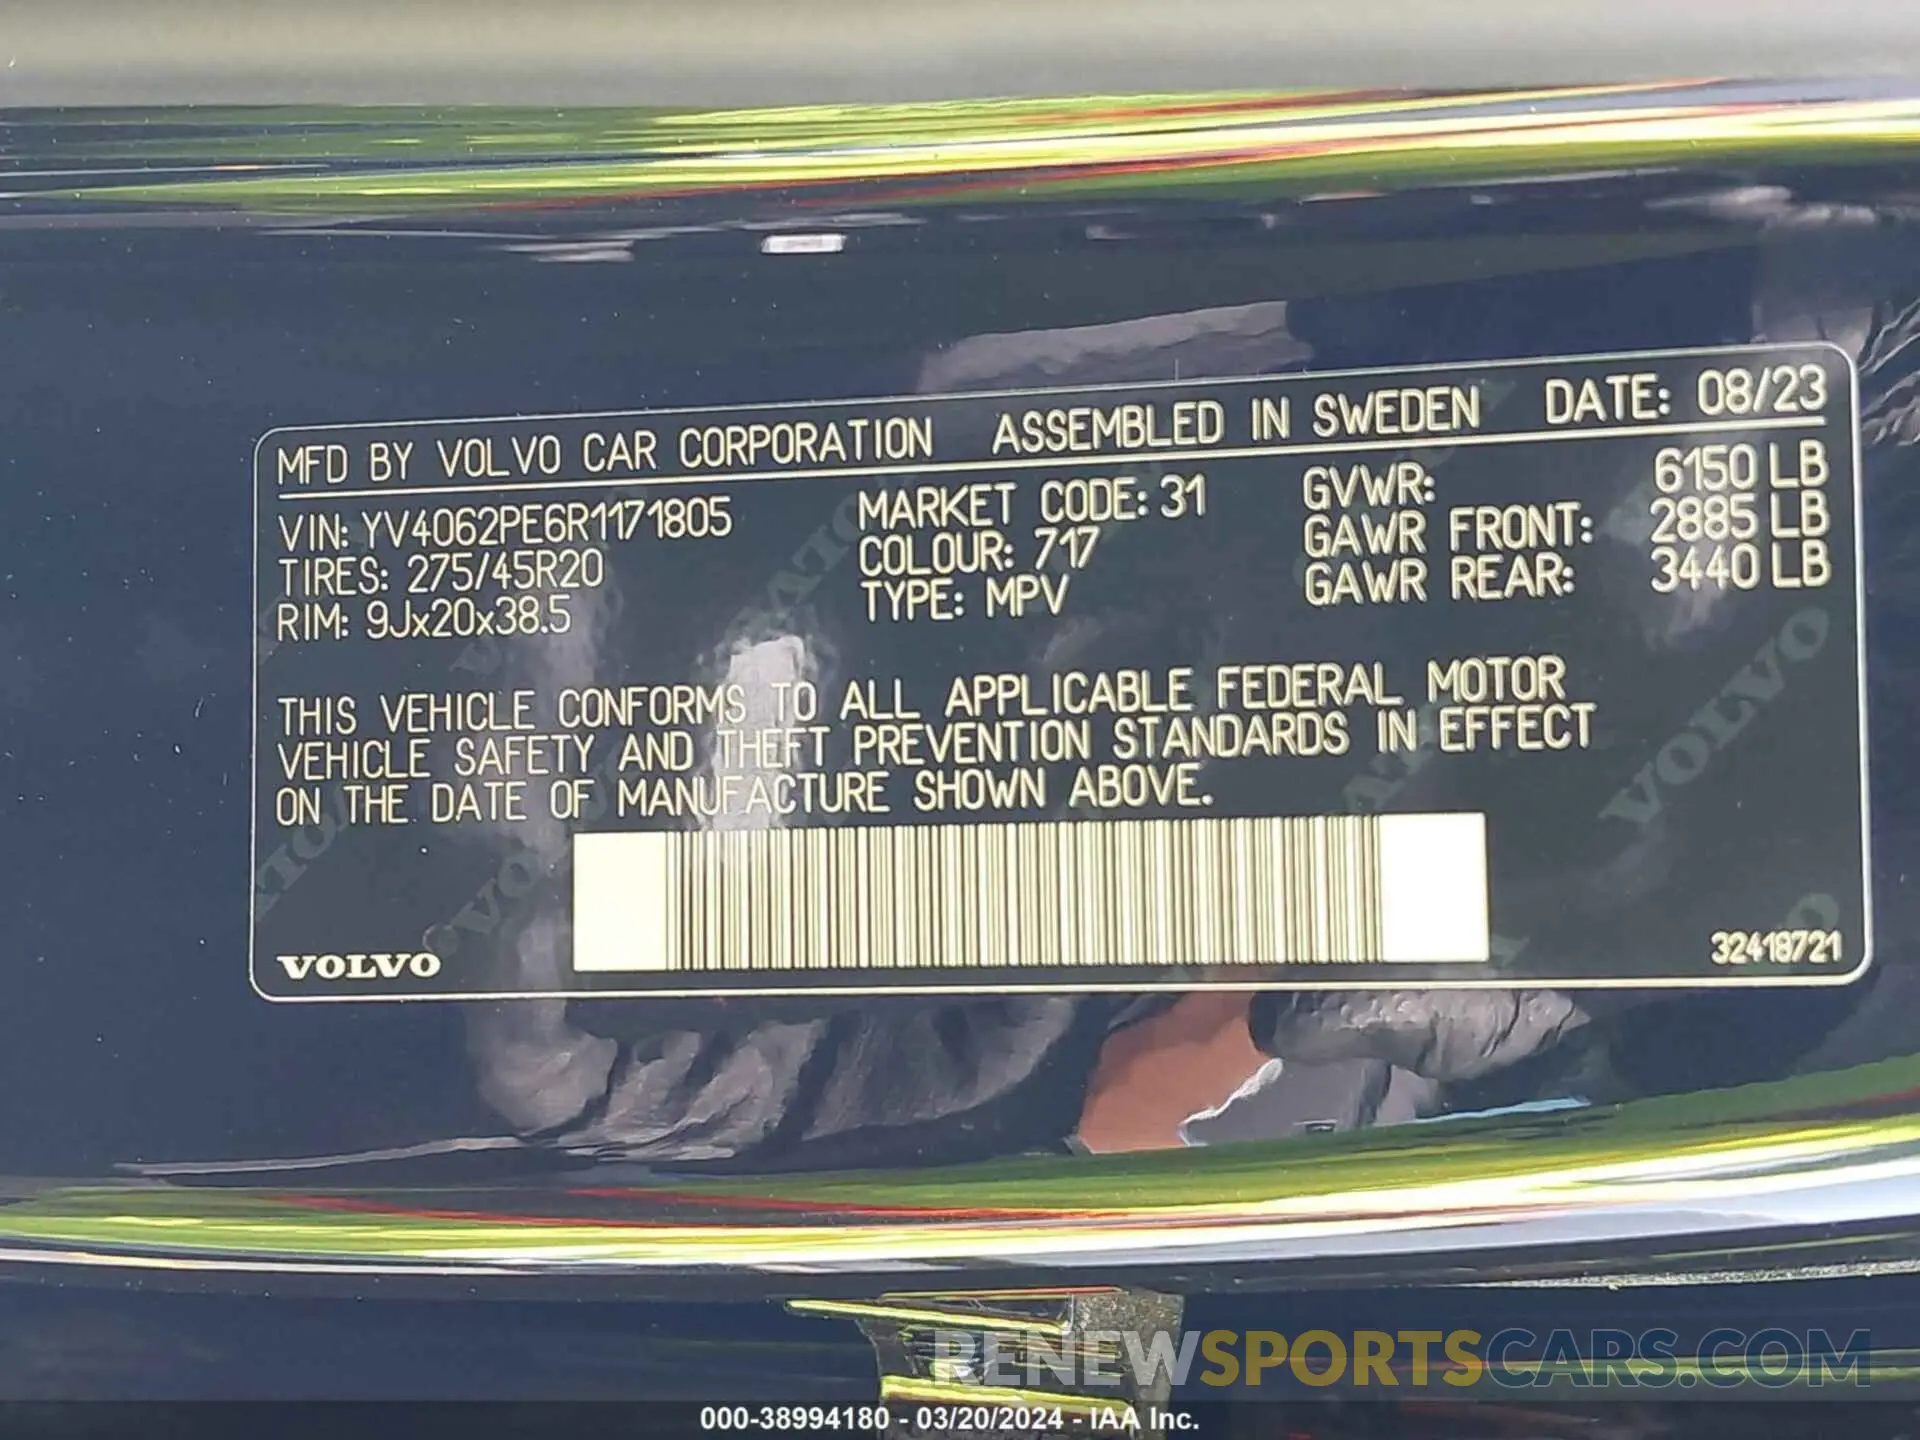 MFD BY VOLVO CAR CORPORATION ASSEMBLED IN SWEDEN DATE: 08/23
VIN: YV4062PE6R1171805 MARKET CODE: 31 GVWR: 6150 LB
TIRES: 275/45R20 COLOUR: 717 GAWR FRONT: 2885 LB
RIM: 9Jx20x38.5 TYPE: MPV GAWR REAR: 3440 LB
THIS VEHICLE CONFORMS TO ALL APPLICABLE FEDERAL MOTOR
VEHICLE SAFETY AND THEFT PREVENTION STANDARDS IN EFFECT
ON THE DATE OF MANUFACTURE SHOWN ABOVE.
VOLVO 32418721
RENEWSPORTSCARS.COM
000-38994180 - 03/20/2024 - IAA Inc.